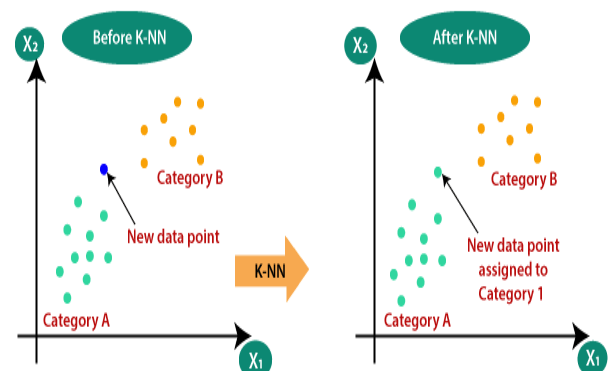 Before K-NN
X₂
Category B
New data point
Category A
X₁
K-NN
After K-NN
X₂
Category B
New data point
assigned to
Category 1
Category A
X₁